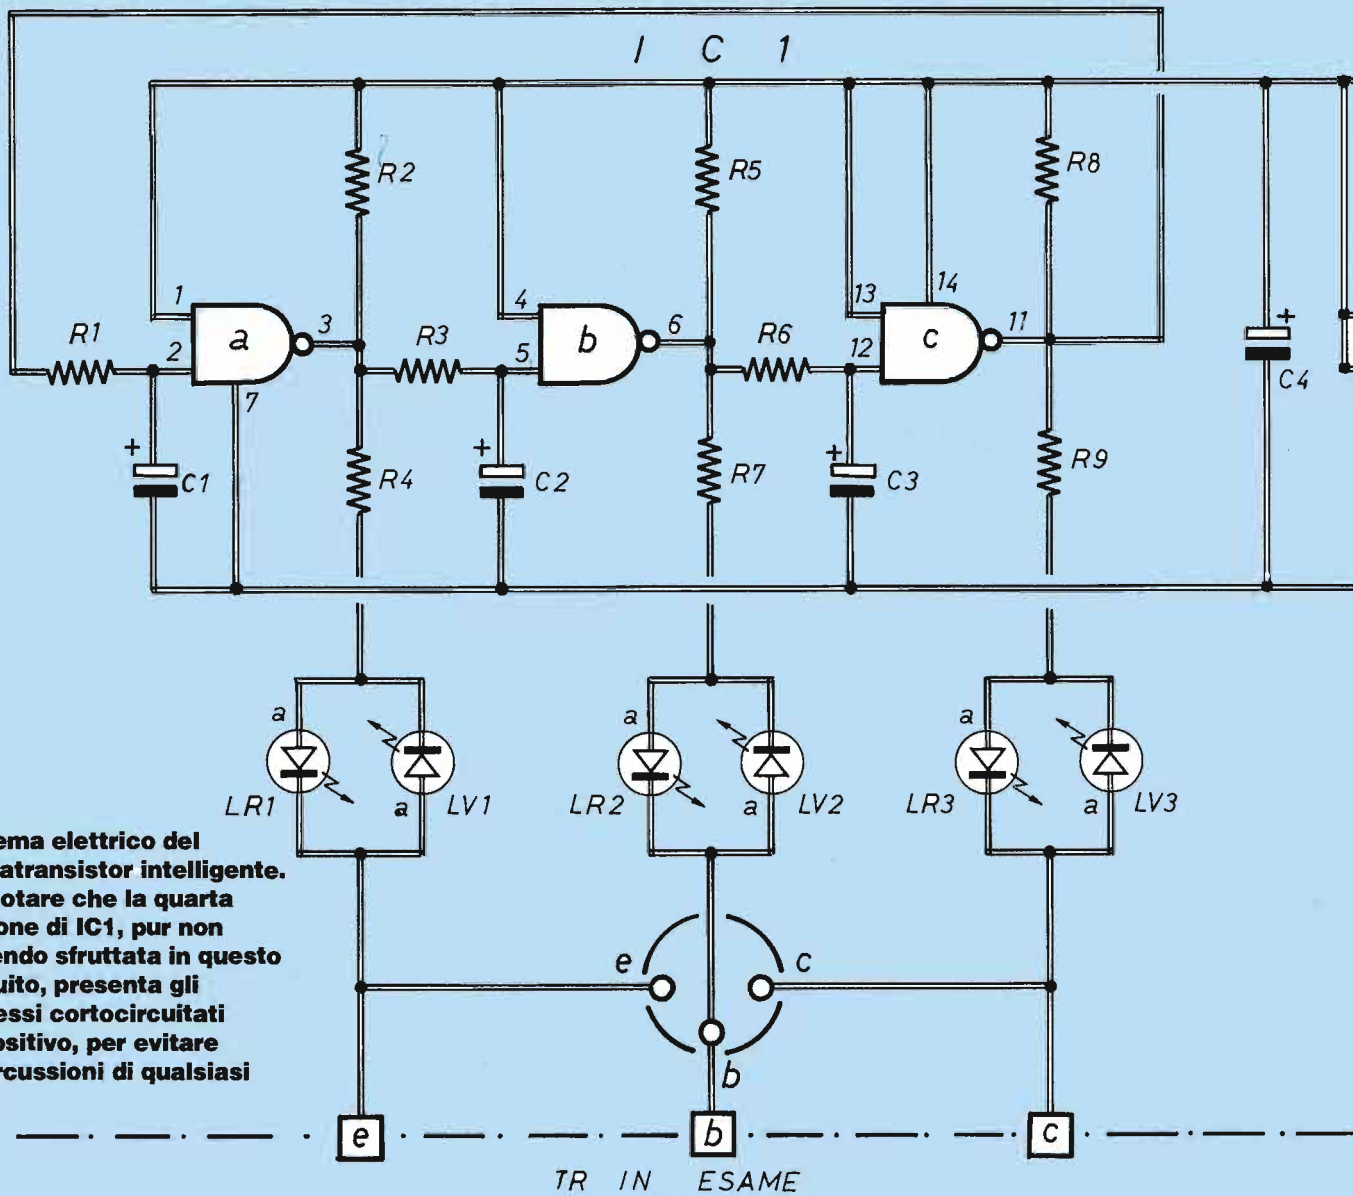 I C 1
R2
R5
R8
1
4
13
14
R1
2
a
3
R3
5
b
6
R6
12
c
11
+
C4
7
+
C1
R4
+
C2
R7
+
C3
R9
a
a
a
LR1
a
LV1
LR2
a
LV2
LR3
a
LV3
ema elettrico del
atransistor intelligente.
otare che la quarta
one di IC1, pur non
endo sfruttata in questo
uito, presenta gli
essi cortocircuitati
ositivo, per evitare
rcussioni di qualsiasi
e
c
b
e
b
c
TR IN ESAME